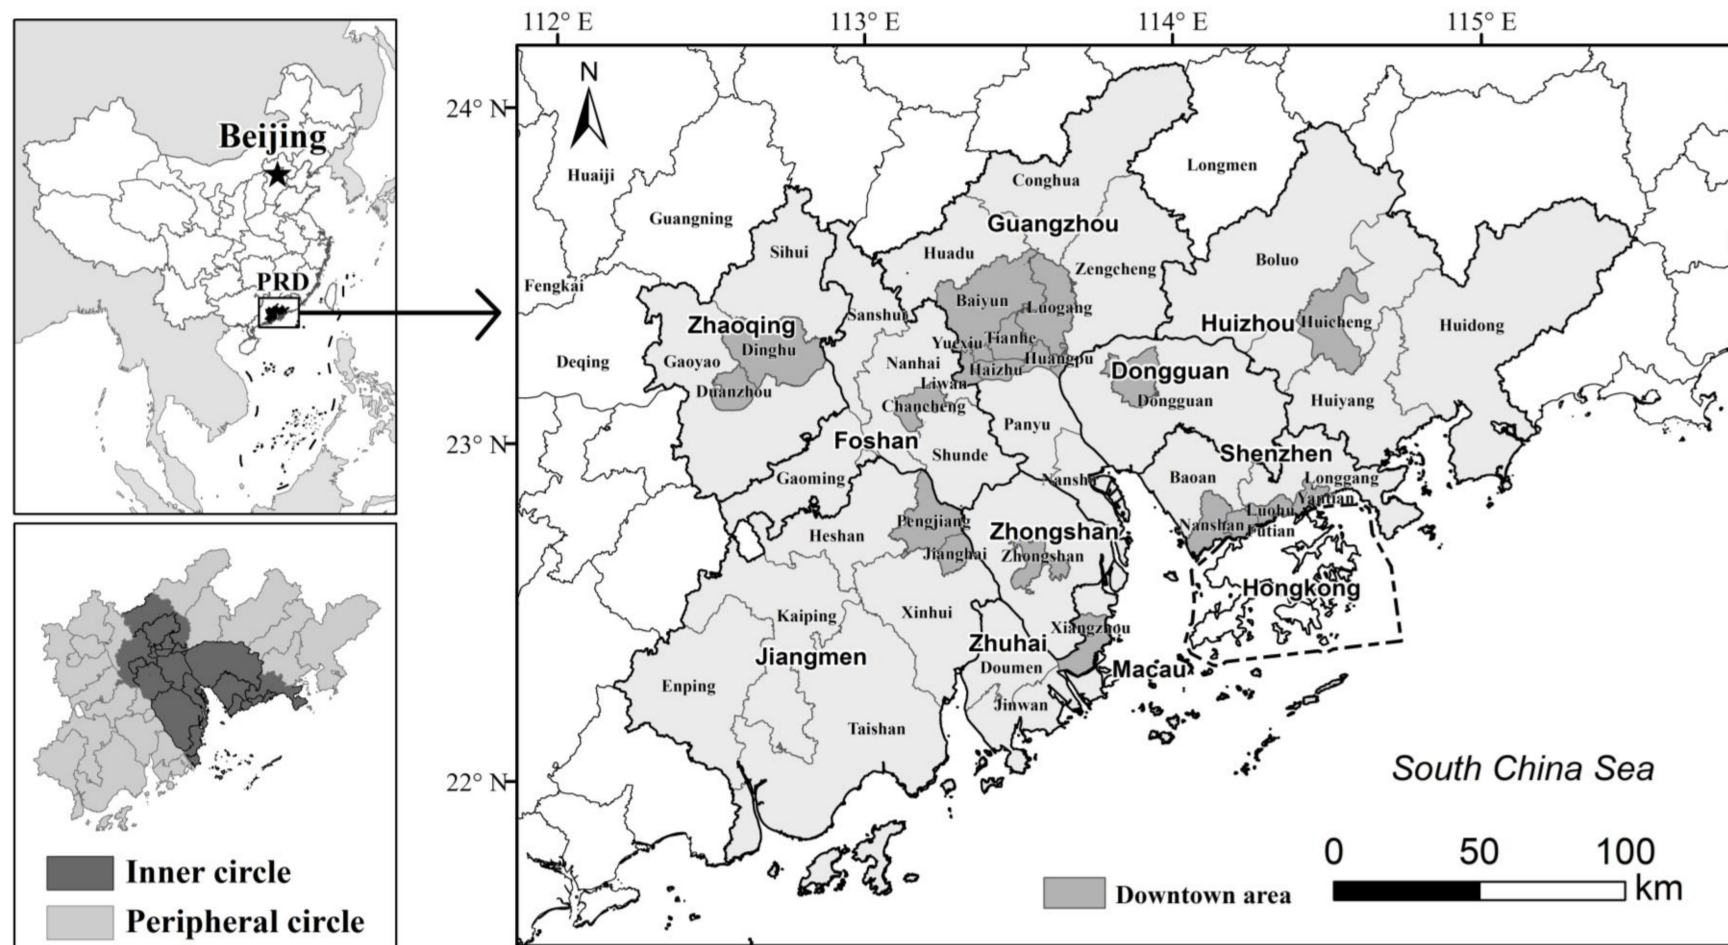 Beijing
PRD
Inner circle
Peripheral circle
112° E
113° E
114° E
115° E
24° N
23° N
22° N
N
Huaiji
Guangning
Sihui
Fengkai
Zhaoqing
Dinghu
Deqing
Gaoyao
Duanzhou
Conghua
Longmen
Guangzhou
Huadu
Zengcheng
Boluo
Baiyun
Luogang
Sanshui
Huizhou
Huicheng
Huidong
Yuexiu
Tianhe
Nanhai
Huangpu
Haizhu
Liwan
Dongguan
Dongguan
Huiyang
Chancheng
Panyu
Foshan
Shunde
Shenzhen
Gaoming
Nansha
Baoan
Longgang
Yantian
Luohu
Nanshan
Futian
Pengjiang
Heshan
Zhongshan
Jianghai
Zhongshan
Hongkong
Kaiping
Xinhui
Xiangzhou
Zhuhai
Jiangmen
Doumen
Macau
Enping
Jinwan
Taishan
South China Sea
0 50 100
km
Downtown area